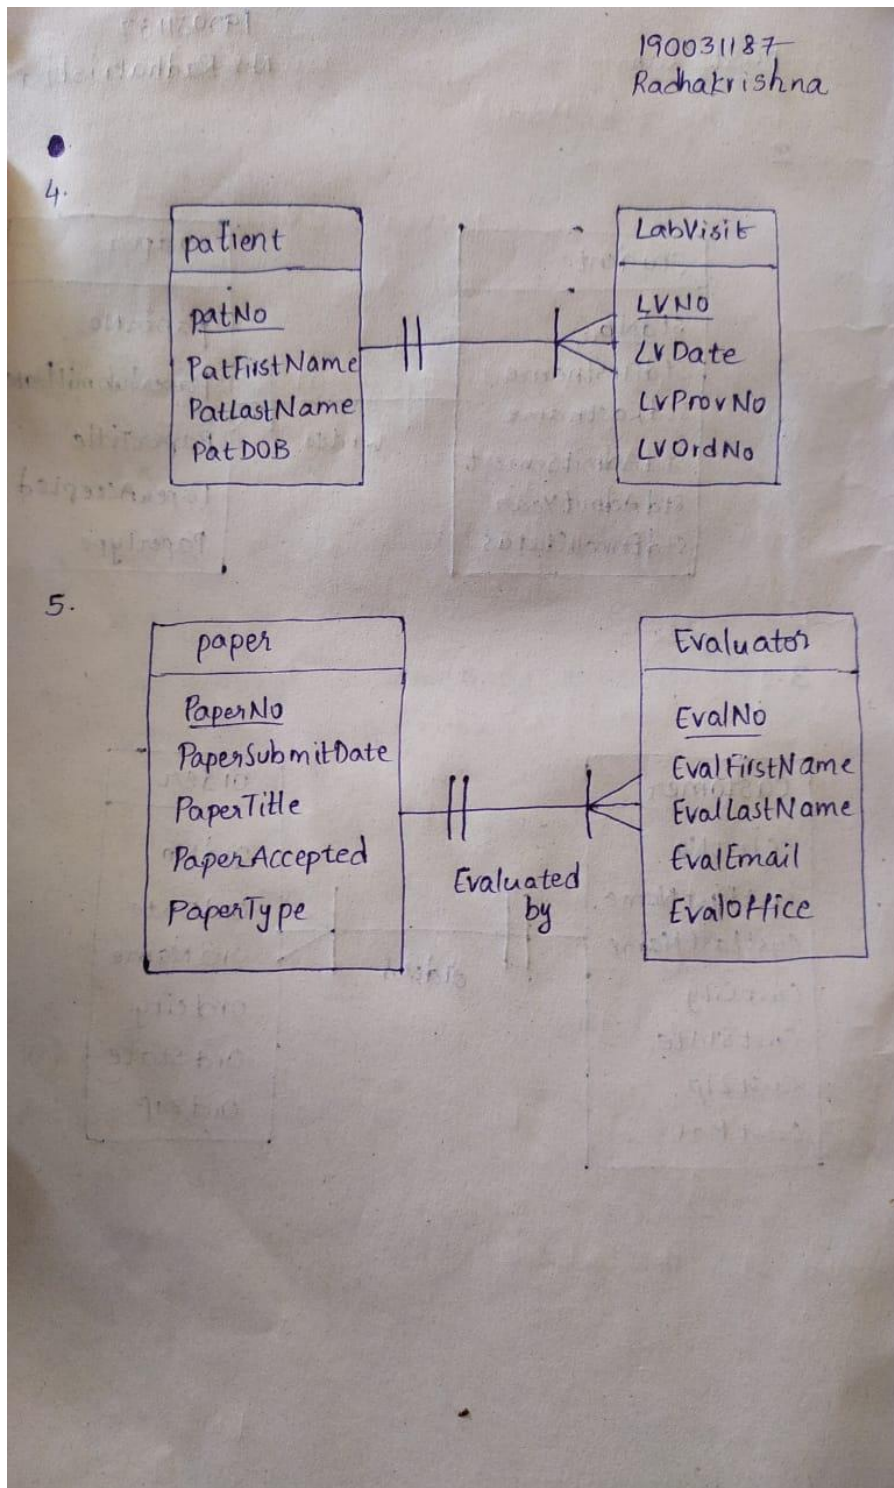 190031187
Radhakrishna
4.
patient
patNo
PatFirstName
PatLastName
PatDOB
LabVisit
LVNo
LvDate
LvProvNo
LvOrdNo
5.
paper
PaperNo
PaperSubmitDate
PaperTitle
PaperAccepted
PaperType
Evaluated
by
Evaluator
EvalNo
EvalFirstName
EvalLastName
EvalEmail
EvalOffice